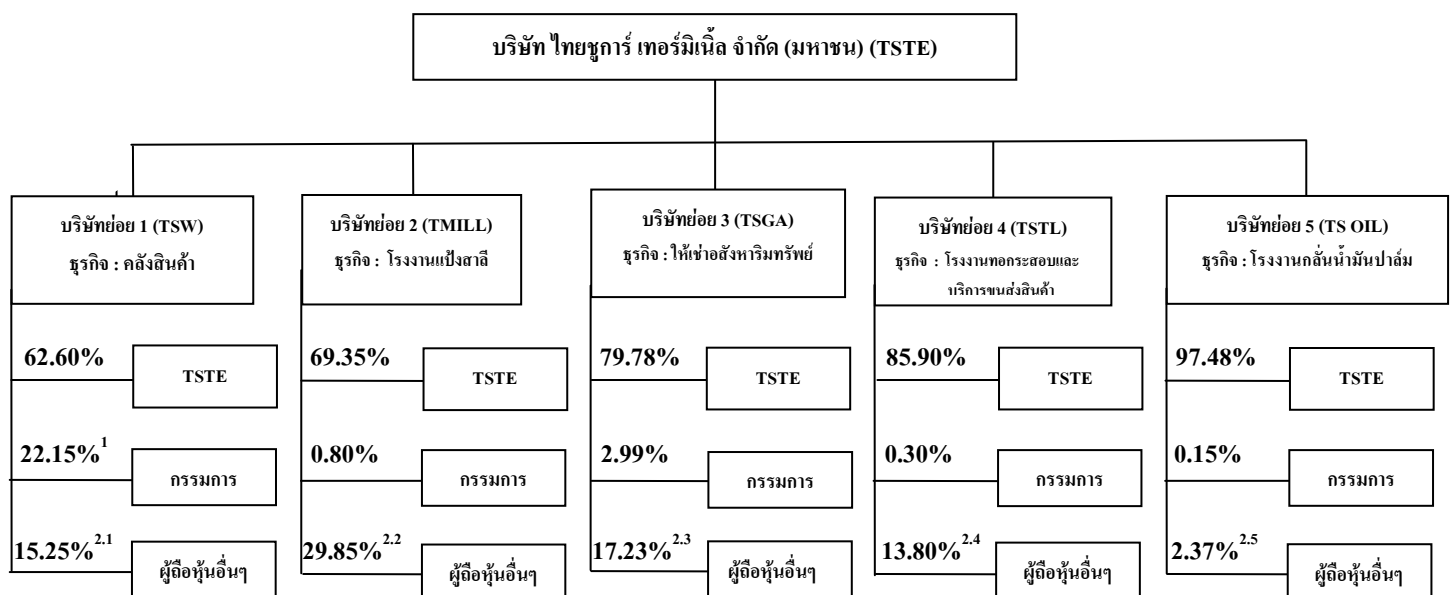 บริษัท ไทยชูการ์ เทอร์มิเนิ้ล จำกัด (มหาชน) (TSTE)
บริษัทย่อย 1 (TSW)
ธุรกิจ : คลังสินค้า
62.60%
TSTE
22.15%1
กรรมการ
15.25%2.1
ผู้ถือหุ้นอื่นๆ
บริษัทย่อย 2 (TMILL)
ธุรกิจ : โรงงานแป้งสาลี
69.35%
TSTE
0.80%
กรรมการ
29.85%2.2
ผู้ถือหุ้นอื่นๆ
บริษัทย่อย 3 (TSGA)
ธุรกิจ : ให้เช่าอสังหาริมทรัพย์
79.78%
TSTE
2.99%
กรรมการ
17.23%2.3
ผู้ถือหุ้นอื่นๆ
บริษัทย่อย 4 (TSTL)
ธุรกิจ : โรงงานทอกระสอบและ
บริการขนส่งสินค้า
85.90%
TSTE
0.30%
กรรมการ
13.80%2.4
ผู้ถือหุ้นอื่นๆ
บริษัทย่อย 5 (TS OIL)
ธุรกิจ : โรงงานกลั่นน้ำมันปาล์ม
97.48%
TSTE
0.15%
กรรมการ
2.37%2.5
ผู้ถือหุ้นอื่นๆ